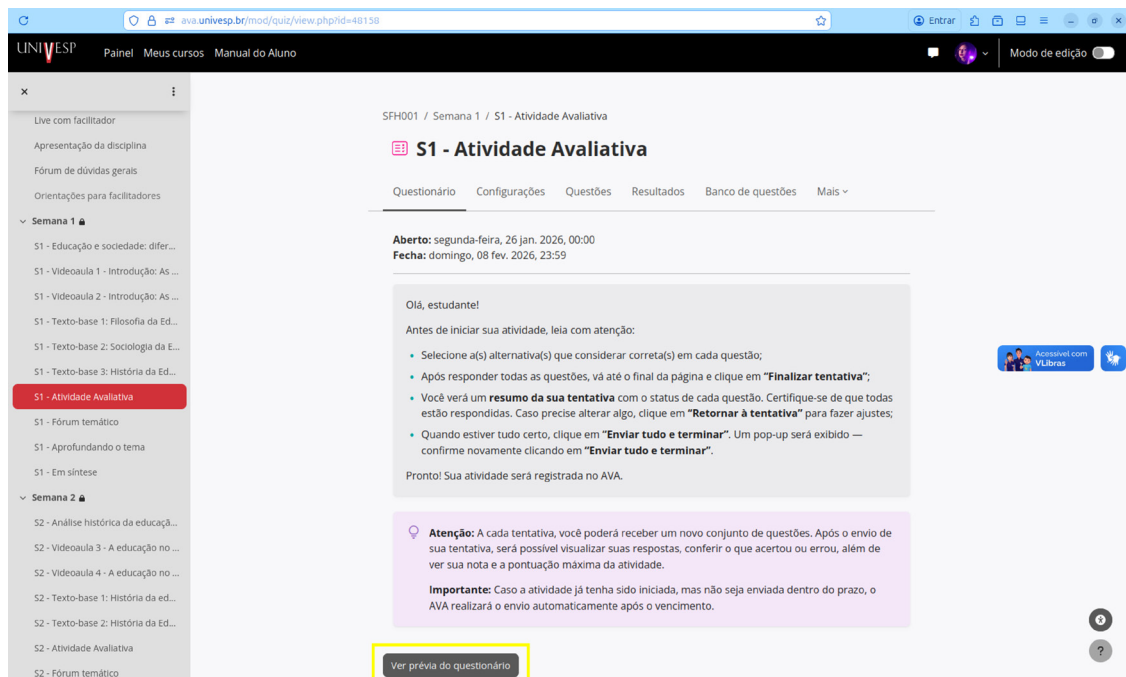 ava.univesp.br/mod/quiz/view.php?id=48158
Entrar
UNIVESP
Painel Meus cursos Manual do Aluno
Modo de edição
Live com facilitador
Apresentação da disciplina
Fórum de dúvidas gerais
Orientações para facilitadores
Semana 1
S1 - Educação e sociedade: difer...
S1 - Videoaula 1 - Introdução: As ...
S1 - Videoaula 2 - Introdução: As ...
S1 - Texto-base 1: Filosofia da Ed...
S1 - Texto-base 2: Sociologia da E...
S1 - Texto-base 3: História da Ed...
S1 - Atividade Avaliativa
S1 - Fórum temático
S1 - Aprofundando o tema
S1 - Em síntese
Semana 2
S2 - Análise histórica da educaçã...
S2 - Videoaula 3 - A educação no ...
S2 - Videoaula 4 - A educação no ...
S2 - Texto-base 1: História da ed...
S2 - Texto-base 2: História da Ed...
S2 - Atividade Avaliativa
S2 - Fórum temático
SFH001 / Semana 1 / S1 - Atividade Avaliativa
S1 - Atividade Avaliativa
Questionário Configurações Questões Resultados Banco de questões Mais
Aberto: segunda-feira, 26 jan. 2026, 00:00
Fecha: domingo, 08 fev. 2026, 23:59
Olá, estudante!
Antes de iniciar sua atividade, leia com atenção:
• Selecione a(s) alternativa(s) que considerar correta(s) em cada questão;
• Após responder todas as questões, vá até o final da página e clique em “Finalizar tentativa”;
• Você verá um resumo da sua tentativa com o status de cada questão. Certifique-se de que todas
estão respondidas. Caso precise alterar algo, clique em “Retornar à tentativa” para fazer ajustes;
• Quando estiver tudo certo, clique em “Enviar tudo e terminar”. Um pop-up será exibido —
confirme novamente clicando em “Enviar tudo e terminar”.
Pronto! Sua atividade será registrada no AVA.
Atenção: A cada tentativa, você poderá receber um novo conjunto de questões. Após o envio de
sua tentativa, será possível visualizar suas respostas, conferir o que acertou ou errou, além de
ver sua nota e a pontuação máxima da atividade.
Importante: Caso a atividade já tenha sido iniciada, mas não seja enviada dentro do prazo, o
AVA realizará o envio automaticamente após o vencimento.
Ver prévia do questionário
Acessível com
VLibras
?